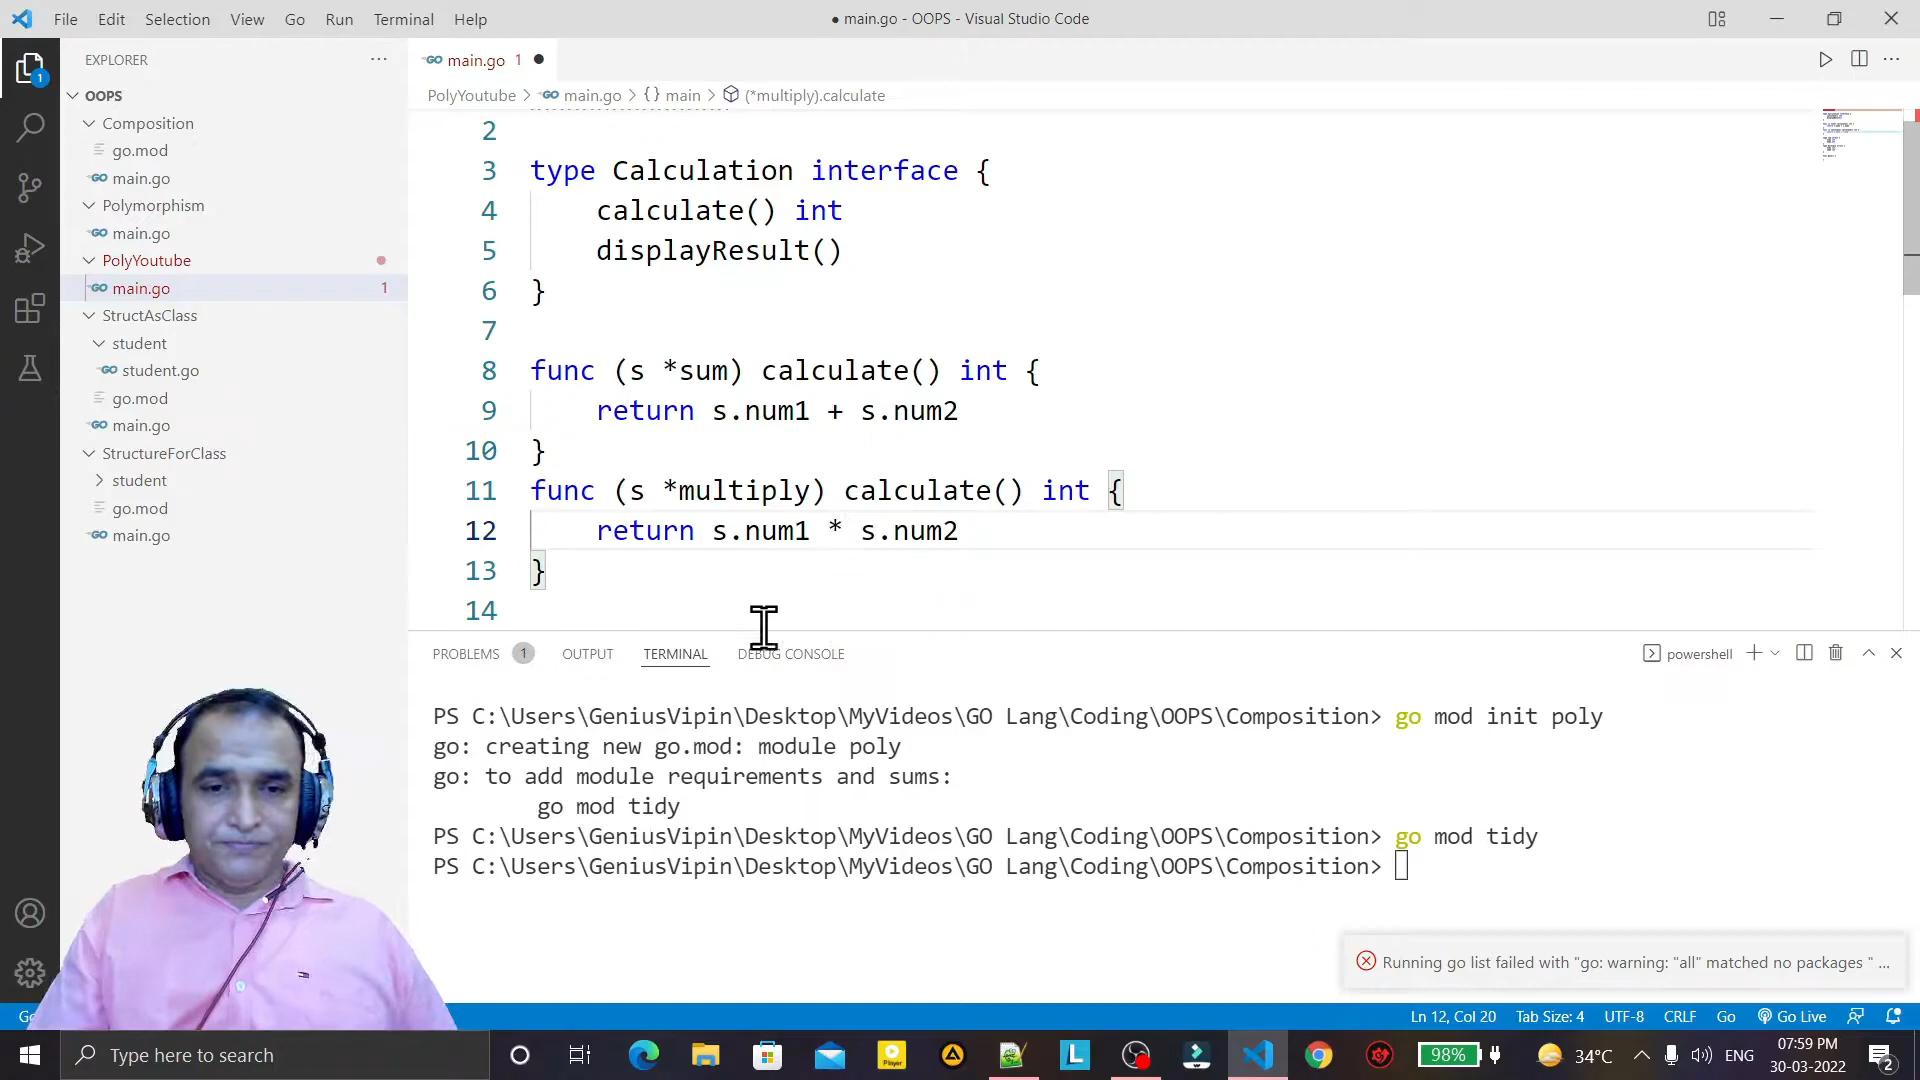 File Edit Selection View Go Run Terminal Help
● main.go - OOPS - Visual Studio Code
EXPLORER
OOPS
Composition
go.mod
main.go
Polymorphism
main.go
PolyYoutube
main.go 1
StructAsClass
student
student.go
go.mod
main.go
StructureForClass
student
go.mod
main.go
main.go 1
PolyYoutube > main.go > {} main > (*multiply).calculate
2
3 type Calculation interface {
4 calculate() int
5 displayResult()
6 }
7
8 func (s *sum) calculate() int {
9 return s.num1 + s.num2
10 }
11 func (s *multiply) calculate() int {
12 return s.num1 * s.num2
13 }
14
PROBLEMS 1 OUTPUT TERMINAL DEBUG CONSOLE
powershell
PS C:\Users\GeniusVipin\Desktop\MyVideos\GO Lang\Coding\OOPS\Composition> go mod init poly
go: creating new go.mod: module poly
go: to add module requirements and sums:
go mod tidy
PS C:\Users\GeniusVipin\Desktop\MyVideos\GO Lang\Coding\OOPS\Composition> go mod tidy
PS C:\Users\GeniusVipin\Desktop\MyVideos\GO Lang\Coding\OOPS\Composition>
Running go list failed with "go: warning: "all" matched no packages " ...
Ln 12, Col 20 Tab Size: 4 UTF-8 CRLF Go Go Live
Type here to search
98% 34°C ENG
07:59 PM
30-03-2022
2